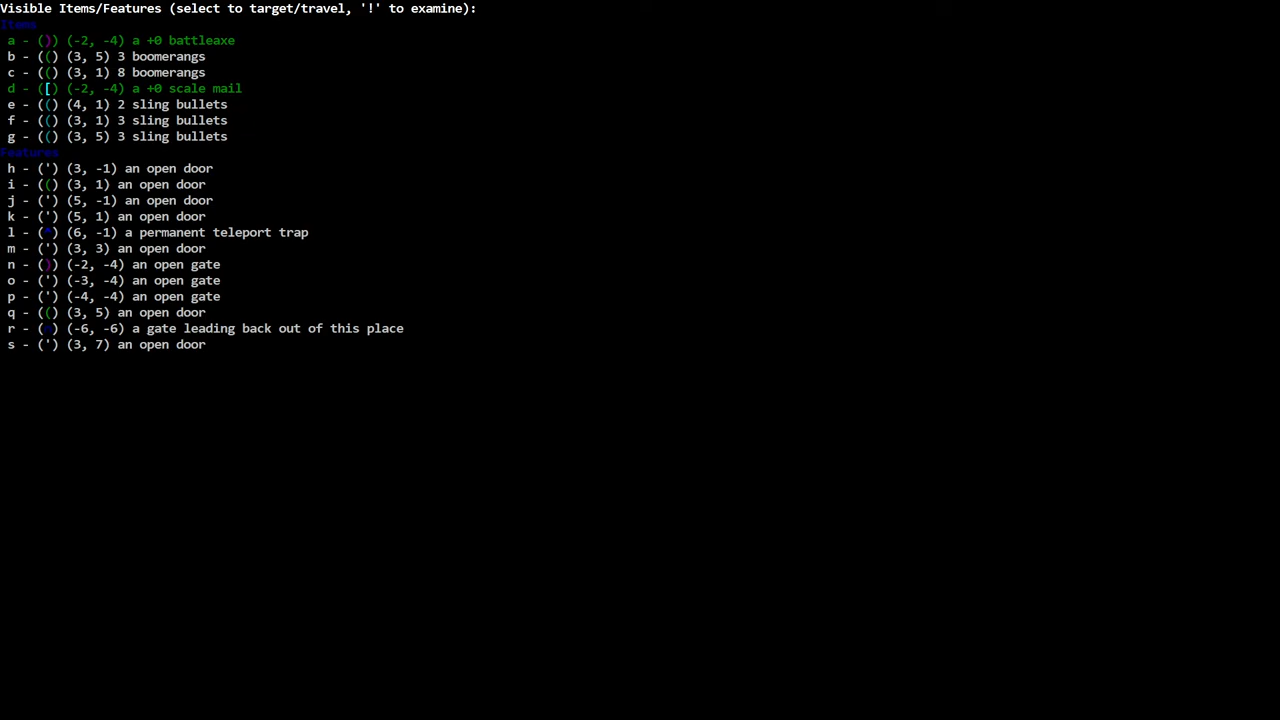 Visible Items/Features (select to target/travel, '!' to examine):
Items
a - ()) (-2, -4) a +0 battleaxe
b - (() (3, 5) 3 boomerangs
c - (() (3, 1) 8 boomerangs
d - ([) (-2, -4) a +0 scale mail
e - (() (4, 1) 2 sling bullets
f - (() (3, 1) 3 sling bullets
g - (() (3, 5) 3 sling bullets
Features
h - (') (3, -1) an open door
i - (() (3, 1) an open door
j - (') (5, -1) an open door
k - (') (5, 1) an open door
l - (^) (6, -1) a permanent teleport trap
m - (') (3, 3) an open door
n - ()) (-2, -4) an open gate
o - (') (-3, -4) an open gate
p - (') (-4, -4) an open gate
q - (() (3, 5) an open door
r - ( ) (-6, -6) a gate leading back out of this place
s - (') (3, 7) an open door